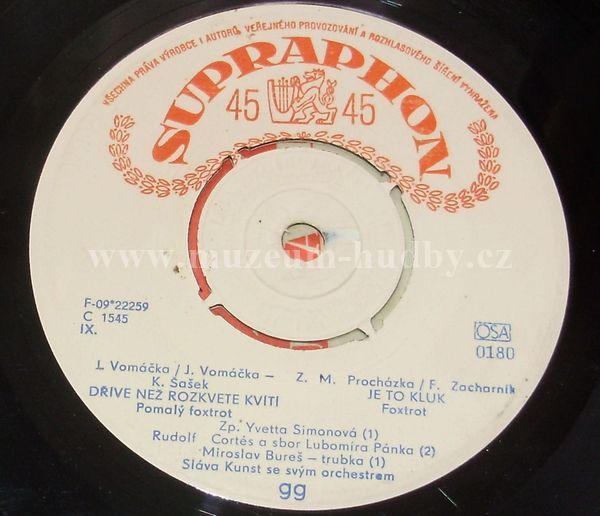 VŠECHNA PRÁVA VÝROBCE I AUTORŮ VEŘEJNÉHO PROVOZOVÁNÍ A ROZHLASOVÉHO ŠÍŘENÍ VYHRAZENA
SUPRAPHON
45 45
A
www.muzeum-hudby.cz
F-09*22259
C 1545
IX.
OSA
0180
J. Vomáčka / J. Vomáčka – Z. M. Procházka / F. Zacharník
K. Šašek JE TO KLUK
DŘÍVE NEŽ ROZKVETE KVÍTÍ Foxtrot
Pomalý foxtrot
Zp. Yvetta Simonová (1)
Rudolf Cortés a sbor Lubomíra Pánka (2)
Miroslav Bureš – trubka (1)
Sláva Kunst se svým orchestrem
gg